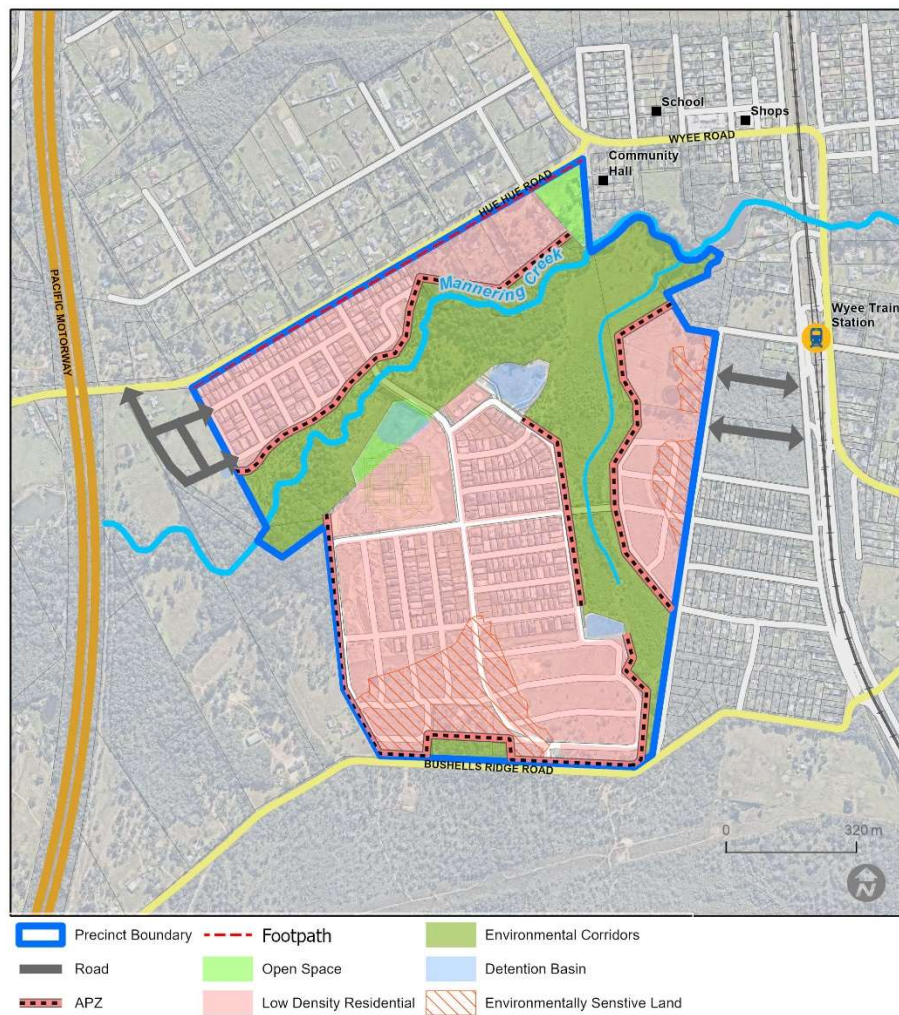 School
Shops
WYEE ROAD
Community
Hall
HUE HUE ROAD
Mannering Creek
PACIFIC MOTORWAY
Wyee Train
Station
BUSHELLS RIDGE ROAD
0 320 m
N
Precinct Boundary
Footpath
Environmental Corridors
Road
Open Space
Detention Basin
APZ
Low Density Residential
Environmentally Senstive Land